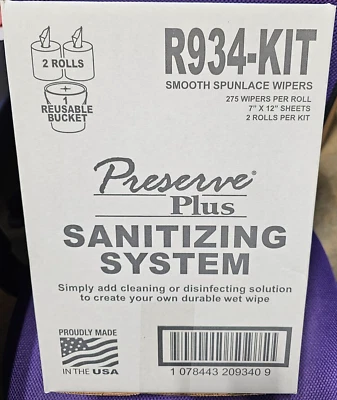 2 ROLLS
1
REUSABLE
BUCKET
R934-KIT
SMOOTH SPUNLACE WIPERS
275 WIPERS PER ROLL
7" X 12" SHEETS
2 ROLLS PER KIT
Preserve®
Plus
SANITIZING
SYSTEM
Simply add cleaning or disinfecting solution
to create your own durable wet wipe
PROUDLY MADE
IN THE USA
1 078443 209340 9